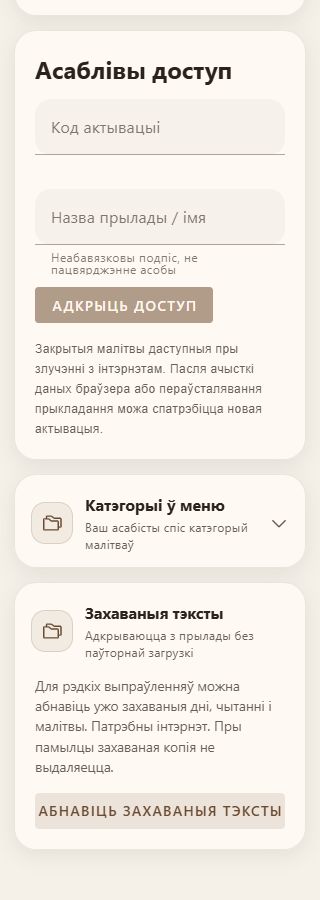 Асаблівы доступ
Код актывацыі
Назва прылады / імя
Неабавязковы подпіс, не
пацвярджэнне асобы
АДКРЫЦЬ ДОСТУП
Закрытыя малітвы даступныя пры
злучэнні з інтэрнэтам. Пасля ачысткі
даных браўзера або пераўсталявання
прыкладання можа спатрэбіцца новая
актывацыя.
Катэгорыі ў меню
Ваш асабісты спіс катэгорый
малітваў
Захаваныя тэксты
Адкрываюцца з прылады без
паўторнай загрузкі
Для рэдкіх выпраўленняў можна
абнавіць ужо захаваныя дні, чытанні і
малітвы. Патрэбны інтэрнэт. Пры
памылцы захаваная копія не
выдаляецца.
АБНАВІЦЬ ЗАХАВАНЫЯ ТЭКСТЫ